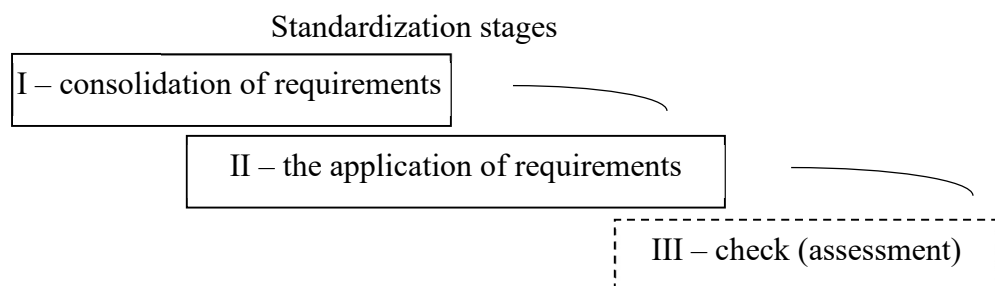 Standardization stages
I – consolidation of requirements
II – the application of requirements
III – check (assessment)